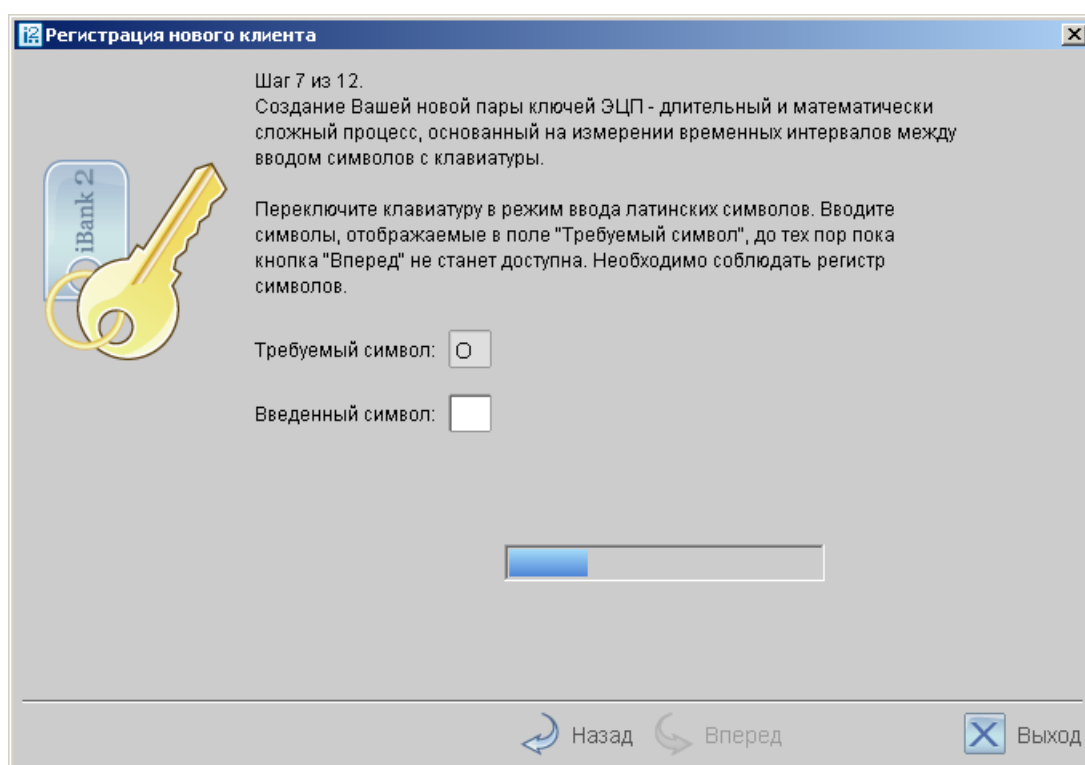 Регистрация нового клиента
Шаг 7 из 12.
Создание Вашей новой пары ключей ЭЦП - длительный и математически
сложный процесс, основанный на измерении временных интервалов между
вводом символов с клавиатуры.
iBank 2
Переключите клавиатуру в режим ввода латинских символов. Вводите
символы, отображаемые в поле "Требуемый символ", до тех пор пока
кнопка "Вперед" не станет доступна. Необходимо соблюдать регистр
символов.
Требуемый символ: O
Введенный символ:
Назад Вперед Выход